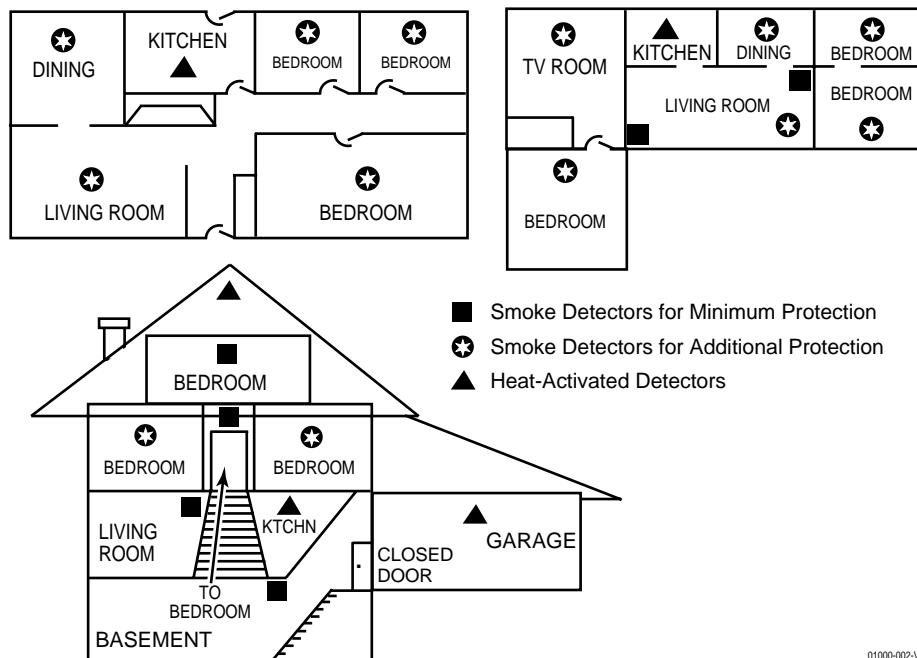 DINING
KITCHEN
BEDROOM
BEDROOM
LIVING ROOM
BEDROOM
TV ROOM
KITCHEN
DINING
BEDROOM
LIVING ROOM
BEDROOM
BEDROOM
Smoke Detectors for Minimum Protection
Smoke Detectors for Additional Protection
Heat-Activated Detectors
BEDROOM
BEDROOM
BEDROOM
LIVING
ROOM
KTCHN
TO
BEDROOM
BASEMENT
CLOSED
DOOR
GARAGE